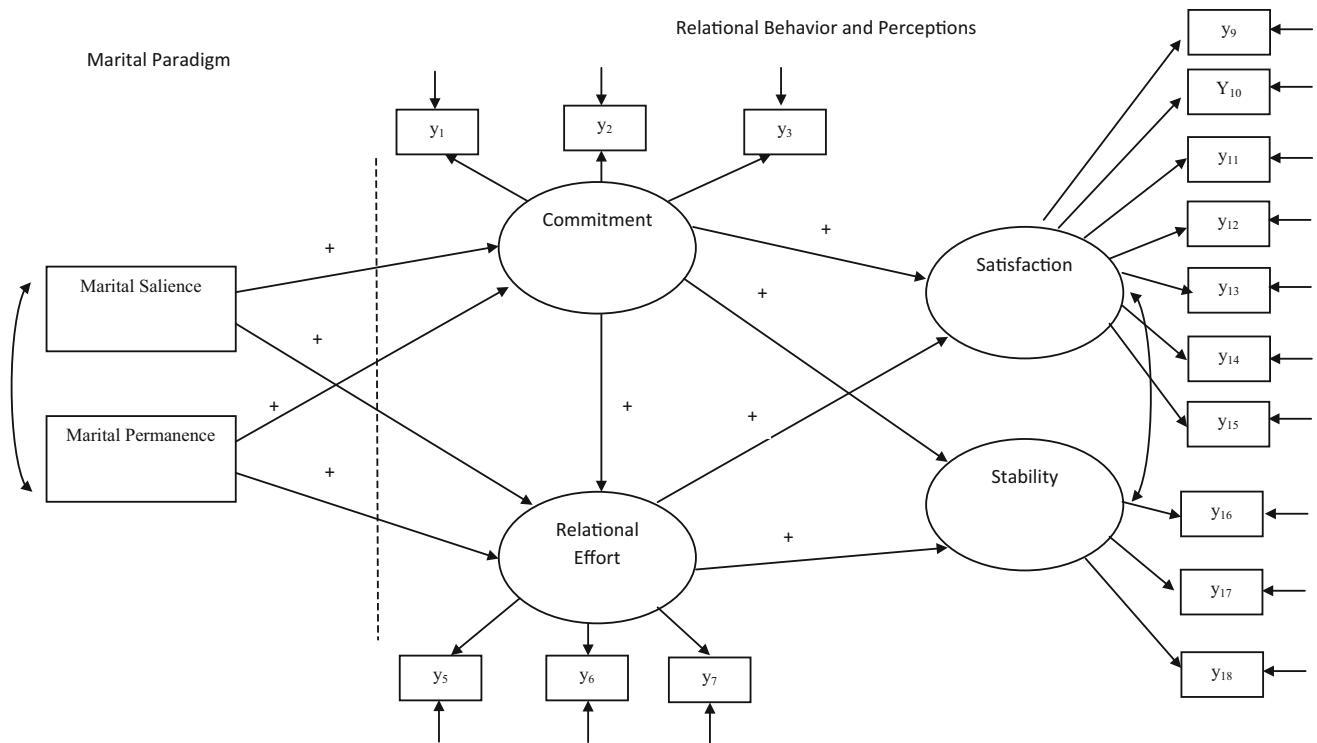 Relational Behavior and Perceptions
Marital Paradigm
y9
Y10
y1
y2
y3
y11
Commitment
y12
+
+
Marital Salience
Satisfaction
y13
+
+
y14
+
+
+
y15
Marital Permanence
+
+
Stability
y16
Relational
Effort
+
y17
y5
y6
y7
y18